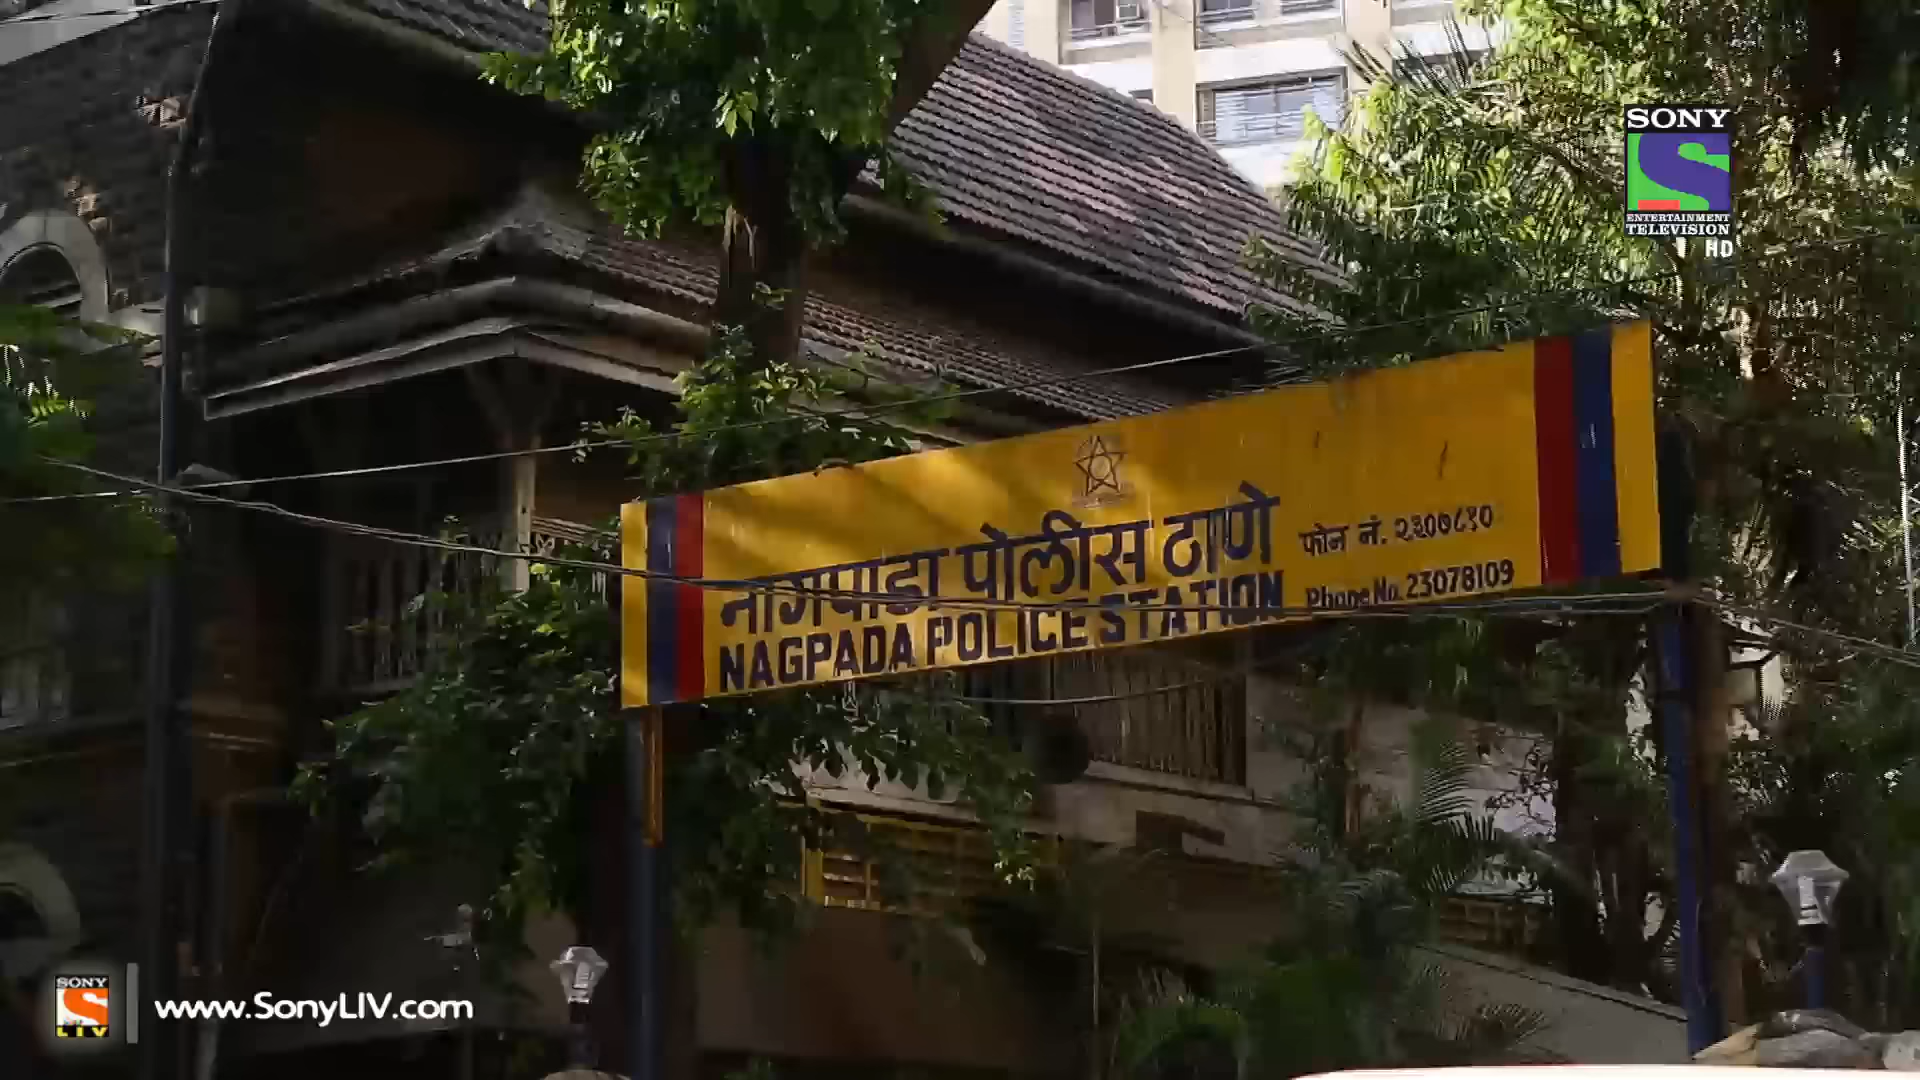 SONY
ENTERTAINMENT
TELEVISION
HD
नागपाडा पोलीस ठाणे
NAGPADA POLICE STATION
फोन नं. २३०७८१०
Phone No. 23078109
SONY
LIV
www.SonyLIV.com